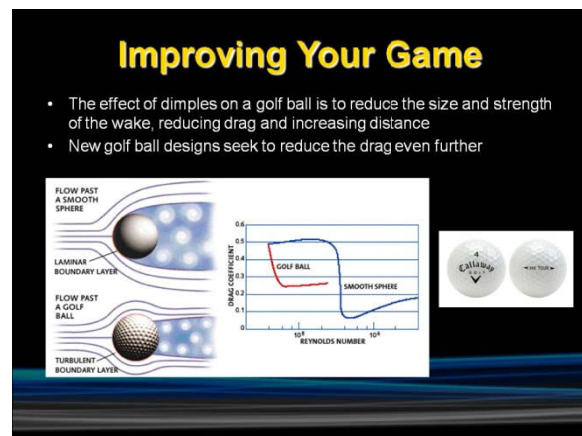 Improving Your Game
• The effect of dimples on a golf ball is to reduce the size and strength
of the wake, reducing drag and increasing distance
• New golf ball designs seek to reduce the drag even further
FLOW PAST
A SMOOTH
SPHERE
LAMINAR
BOUNDARY LAYER
FLOW PAST
A GOLF
BALL
TURBULENT
BOUNDARY LAYER
DRAG COEFFICIENT
0.6
0.5
0.4
0.3
0.2
0.1
0
GOLF BALL
SMOOTH SPHERE
REYNOLDS NUMBER
4
Callaway
GOLF
TOUR